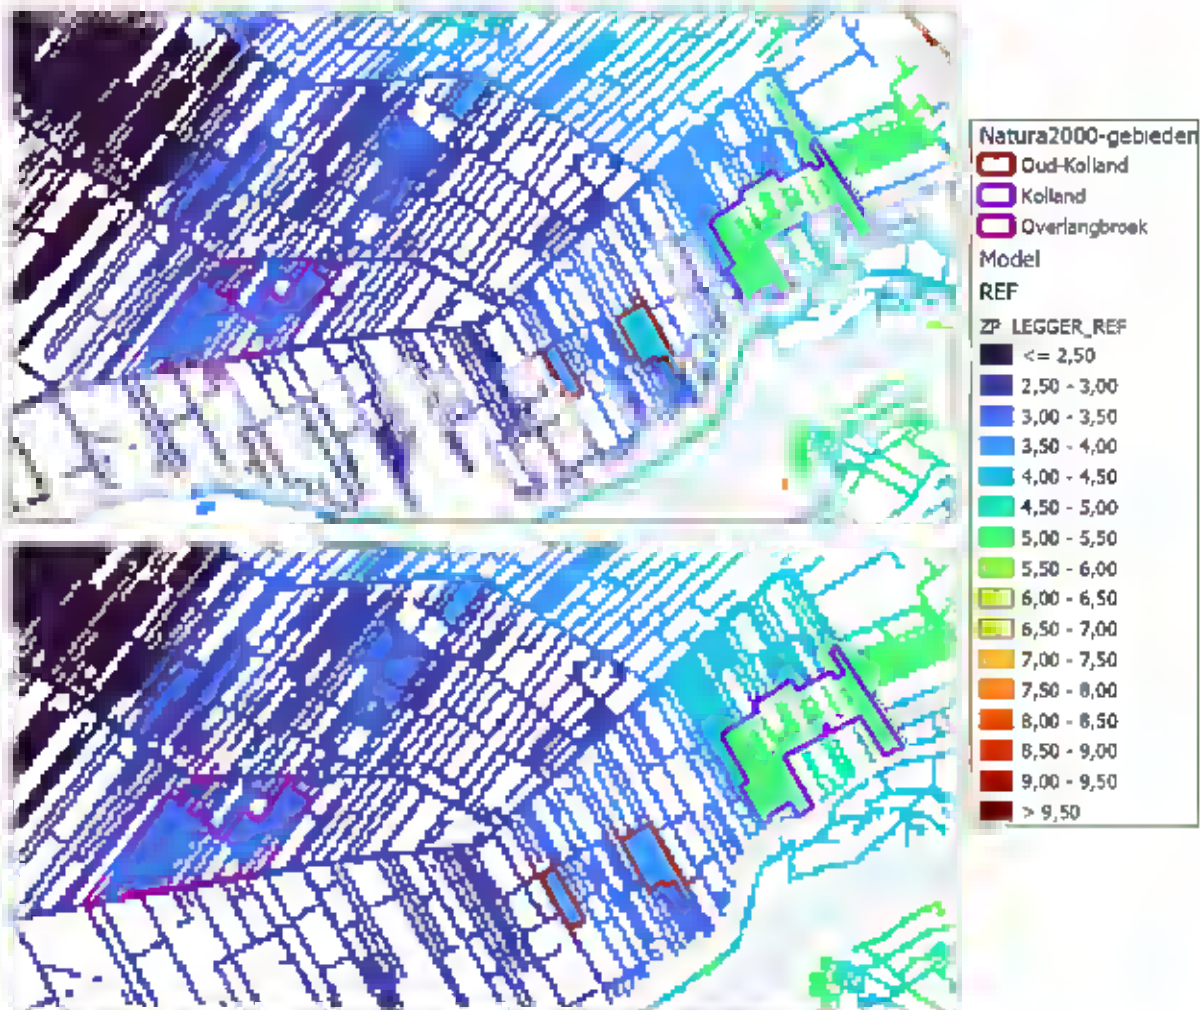 Natura2000-gebieden
Oud-Kolland
Kolland
Overlangbroek
Model
REF
ZP_LEGGER_REF
<= 2,50
2,50 - 3,00
3,00 - 3,50
3,50 - 4,00
4,00 - 4,50
4,50 - 5,00
5,00 - 5,50
5,50 - 6,00
6,00 - 6,50
6,50 - 7,00
7,00 - 7,50
7,50 - 8,00
8,00 - 8,50
8,50 - 9,00
9,00 - 9,50
> 9,50